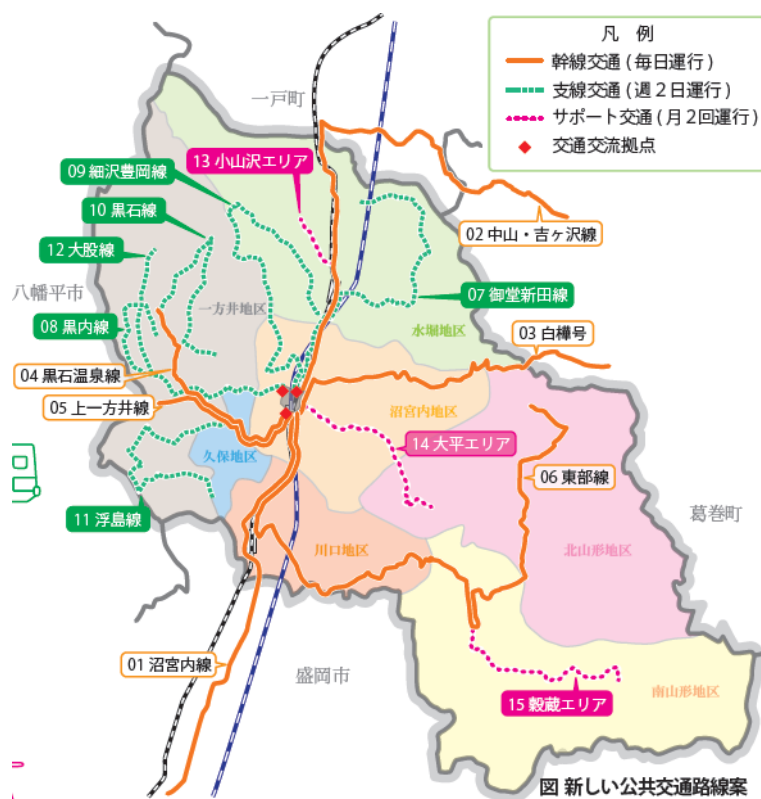 凡 例
幹線交通 ( 毎日運行 )
支線交通 ( 週 2 日運行 )
サポート交通 ( 月 2 回運行 )
交通交流拠点
一戸町
09 細沢豊岡線
13 小山沢エリア
10 黒石線
12 大股線
02 中山・吉ヶ沢線
八幡平市
07 御堂新田線
一方井地区
08 黒内線
水堀地区
03 白樺号
04 黒石温泉線
05 上一方井線
沼宮内地区
14 大平エリア
久保地区
06 東部線
葛巻町
11 浮島線
川口地区
北山形地区
01 沼宮内線
盛岡市
15 穀蔵エリア
南山形地区
図 新しい公共交通路線案